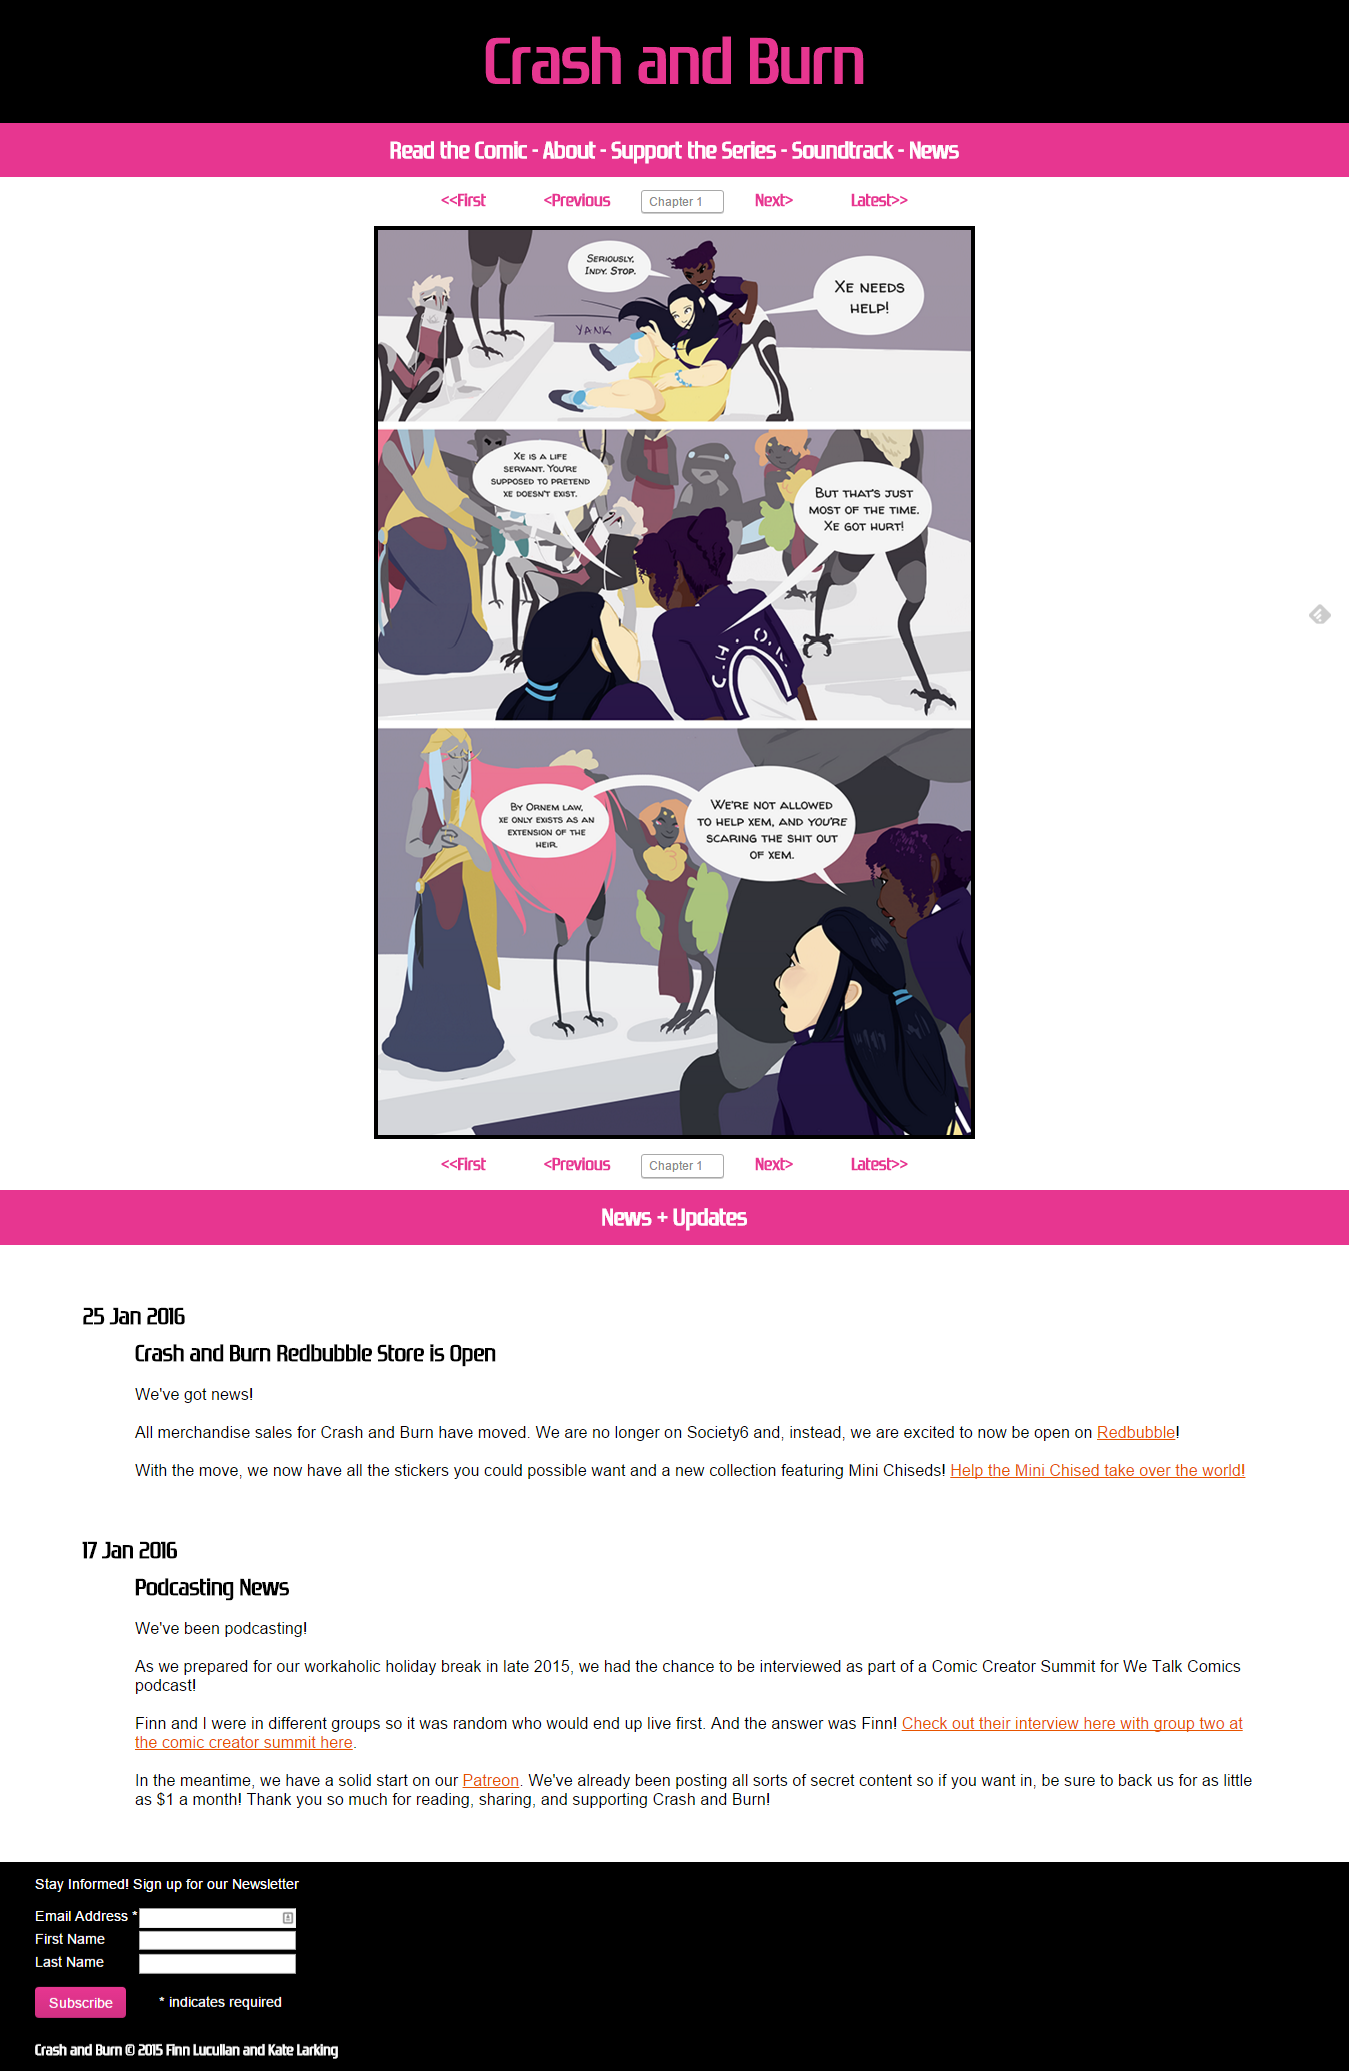 Crash and Burn
Read the Comic - About - Support the Series - Soundtrack - News
<<First <Previous Chapter 1 Next> Latest>>
SERIOUSLY,
INDY. STOP.
XE NEEDS
HELP!
YANK
XE IS A LIFE
SERVANT. YOU'RE
SUPPOSED TO PRETEND
XE DOESN'T EXIST.
BUT THAT'S JUST
MOST OF THE TIME.
XE GOT HURT!
C.H.O.R.
BY ORNEM LAW,
XE ONLY EXISTS AS AN
EXTENSION OF THE
HEIR.
WE'RE NOT ALLOWED
TO HELP XEM, AND YOU'RE
SCARING THE SHIT OUT
OF XEM.
<<First <Previous Chapter 1 Next> Latest>>
News + Updates
25 Jan 2016
Crash and Burn Redbubble Store is Open
We've got news!
All merchandise sales for Crash and Burn have moved. We are no longer on Society6 and, instead, we are excited to now be open on Redbubble!
With the move, we now have all the stickers you could possible want and a new collection featuring Mini Chiseds! Help the Mini Chised take over the world!
17 Jan 2016
Podcasting News
We've been podcasting!
As we prepared for our workaholic holiday break in late 2015, we had the chance to be interviewed as part of a Comic Creator Summit for We Talk Comics
podcast!
Finn and I were in different groups so it was random who would end up live first. And the answer was Finn! Check out their interview here with group two at
the comic creator summit here.
In the meantime, we have a solid start on our Patreon. We've already been posting all sorts of secret content so if you want in, be sure to back us for as little
as $1 a month! Thank you so much for reading, sharing, and supporting Crash and Burn!
Stay Informed! Sign up for our Newsletter
Email Address *
First Name
Last Name
Subscribe * indicates required
Crash and Burn © 2015 Finn Lucullan and Kate Larking